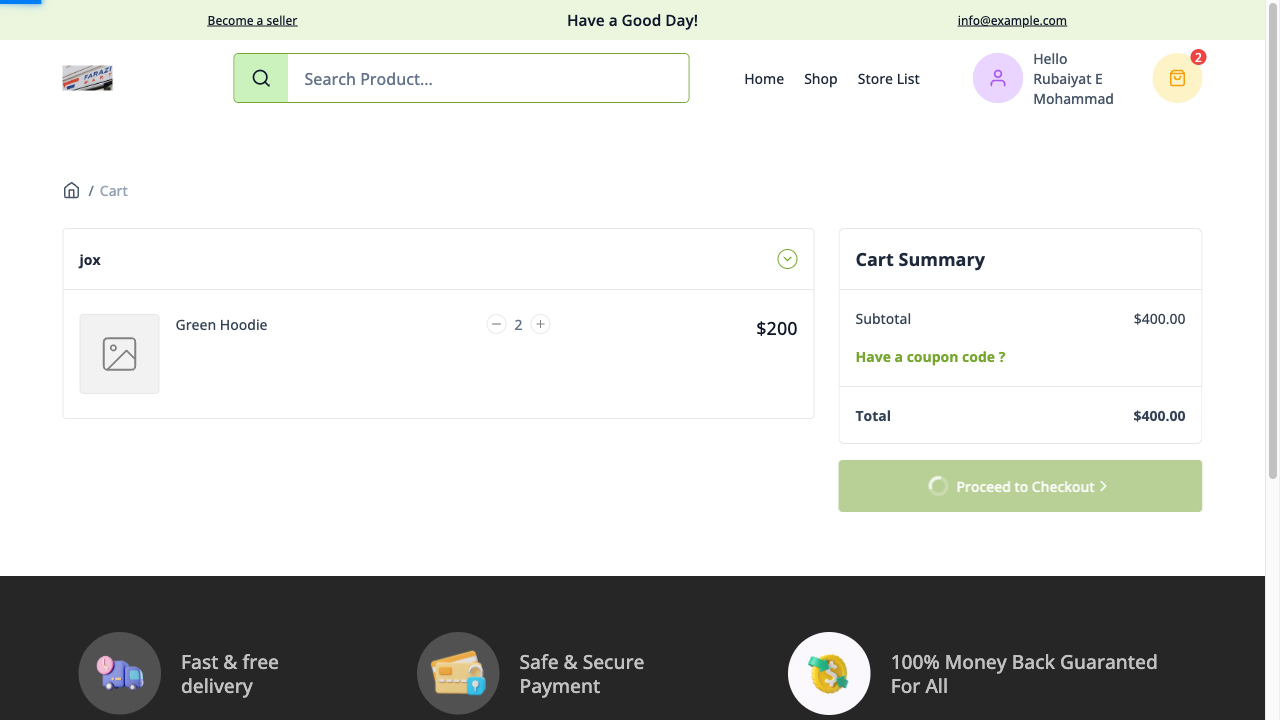 Become a seller
Have a Good Day!
info@example.com
FARAZI
Search Product...
Home
Shop
Store List
Hello
Rubaiyat E
Mohammad
2
/ Cart
jox
Green Hoodie
2
$200
Cart Summary
Subtotal
$400.00
Have a coupon code ?
Total
$400.00
Proceed to Checkout
Fast & free
delivery
Safe & Secure
Payment
100% Money Back Guaranted
For All